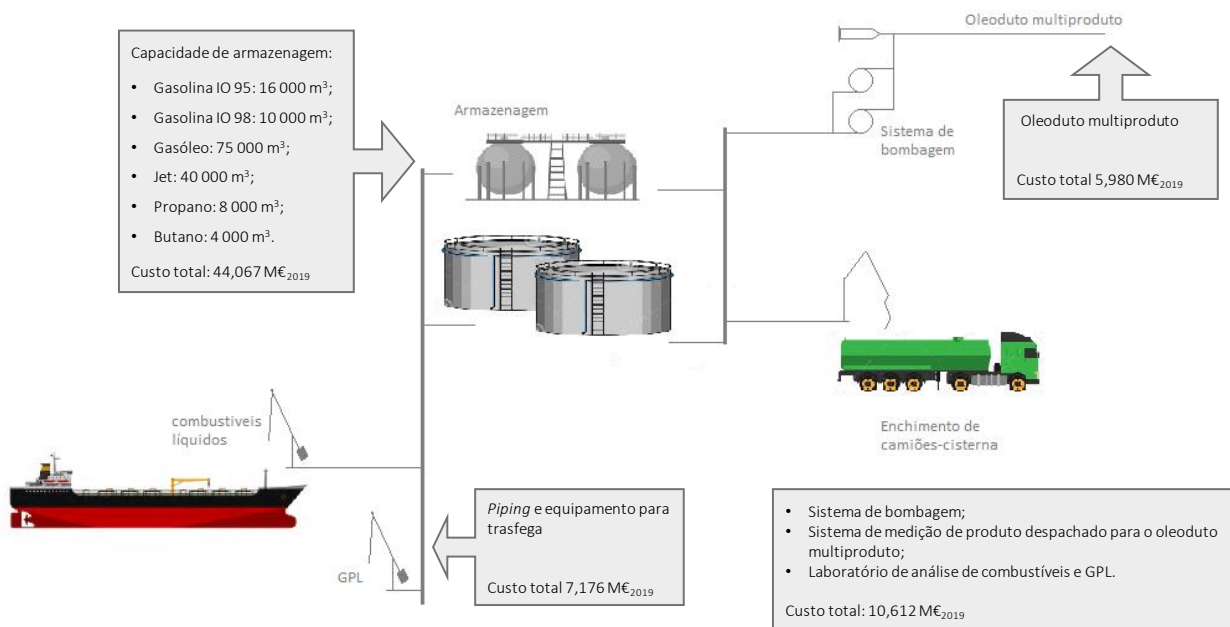 Oleoduto multiproduto
Capacidade de armazenagem:
• Gasolina IO 95: 16 000 m³;
• Gasolina IO 98: 10 000 m³;
• Gasóleo: 75 000 m³;
• Jet: 40 000 m³;
• Propano: 8 000 m³;
• Butano: 4 000 m³.
Custo total: 44,067 M€2019
Armazenagem
Sistema de
bombagem
Oleoduto multiproduto
Custo total 5,980 M€2019
combustiveis
líquidos
Enchimento de
camiões-cisterna
GPL
Piping e equipamento para
trasfega
Custo total 7,176 M€2019
• Sistema de bombagem;
• Sistema de medição de produto despachado para o oleoduto
multiproduto;
• Laboratório de análise de combustíveis e GPL.
Custo total: 10,612 M€2019